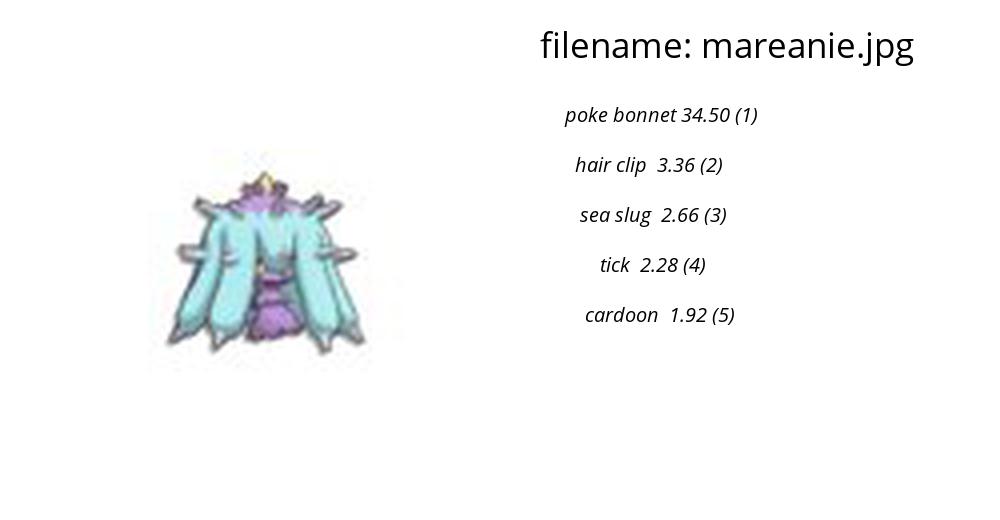 filename: mareanie.jpg
poke bonnet 34.50 (1)
hair clip  3.36 (2)
sea slug  2.66 (3)
tick  2.28 (4)
cardoon  1.92 (5)